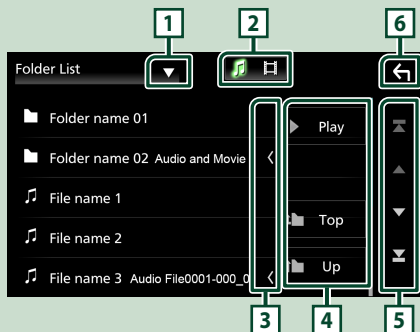 1 2 6
Folder List
Folder name 01
Play
Folder name 02 Audio and Movie
File name 1
File name 2
Top
File name 3 Audio File0001-000_0
Up
3 4 5